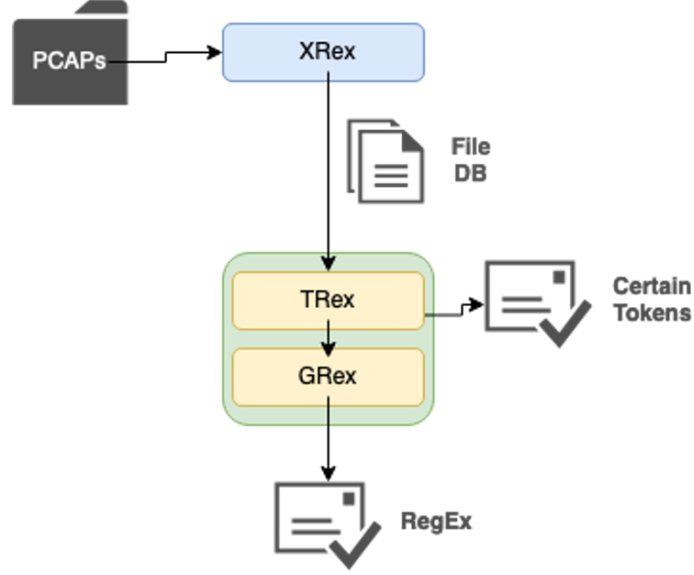 PCAPs
XRex
File
DB
TRex
Certain
Tokens
GRex
RegEx